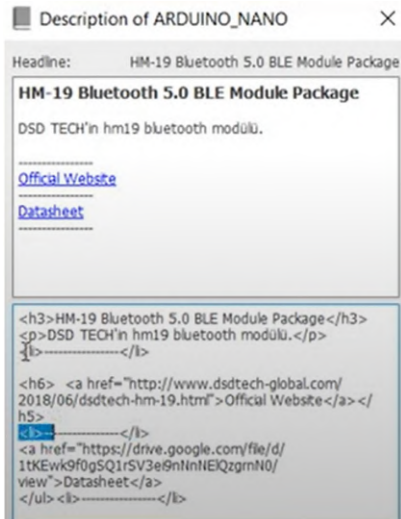 Description of ARDUINO_NANO
Headline: HM-19 Bluetooth 5.0 BLE Module Package
HM-19 Bluetooth 5.0 BLE Module Package
DSD TECH'in hm19 bluetooth modülü.
----------------
Official Website
----------------
Datasheet
----------------
<h3>HM-19 Bluetooth 5.0 BLE Module Package</h3>
<p>DSD TECH'in hm19 bluetooth modülü.</p>
<li>----------------</li>
<h6> <a href="http://www.dsdtech-global.com/
2018/06/dsdtech-hm-19.html">Official Website</a></
h5>
<li>----------------</li>
<a href="https://drive.google.com/file/d/
view">Datasheet</a>
</ul><li>----------------</li>